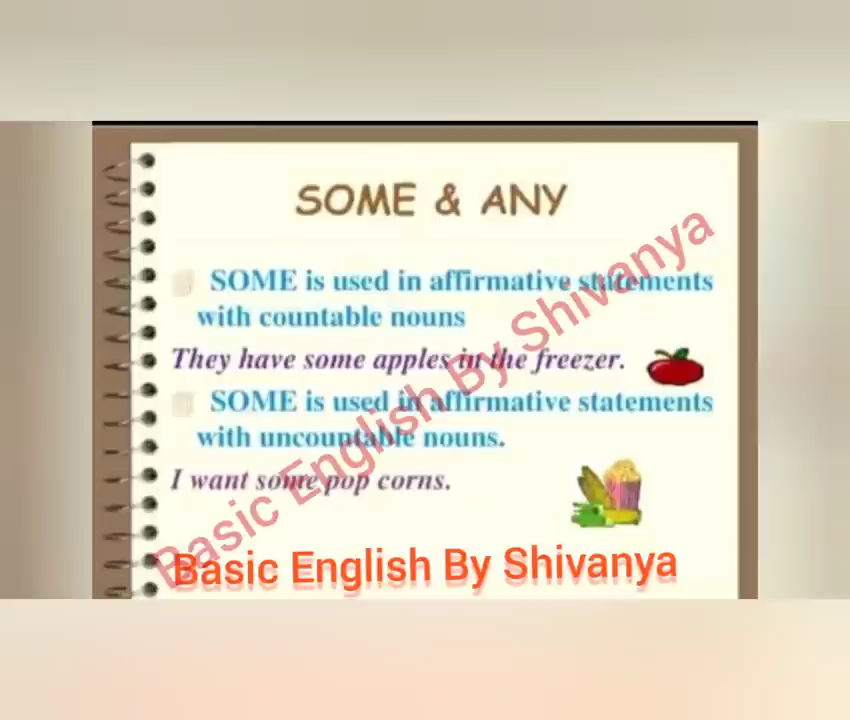 SOME & ANY
SOME is used in affirmative statements
with countable nouns
They have some apples in the freezer.
SOME is used in affirmative statements
with uncountable nouns.
I want some pop corns.
Basic English By Shivanya
Basic English By Shivanya